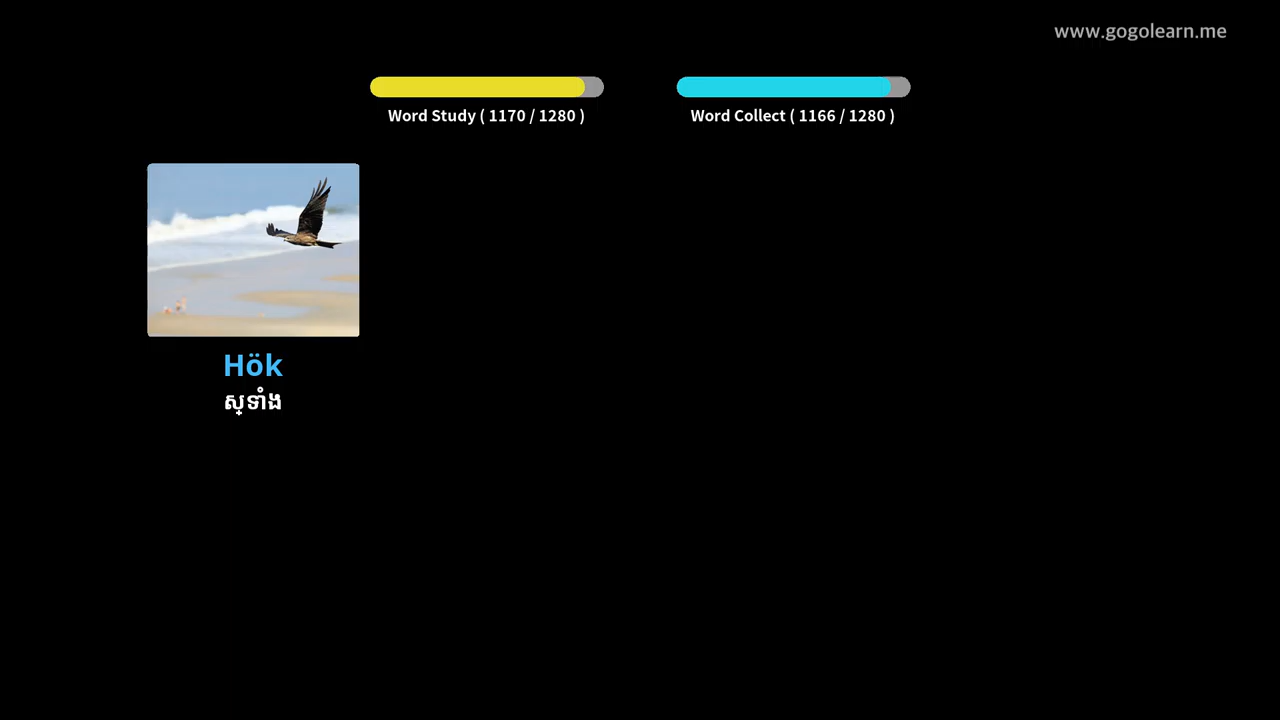 www.gogolearn.me
Word Study ( 1170 / 1280 )
Word Collect ( 1166 / 1280 )
Hök
ស្ទាំង